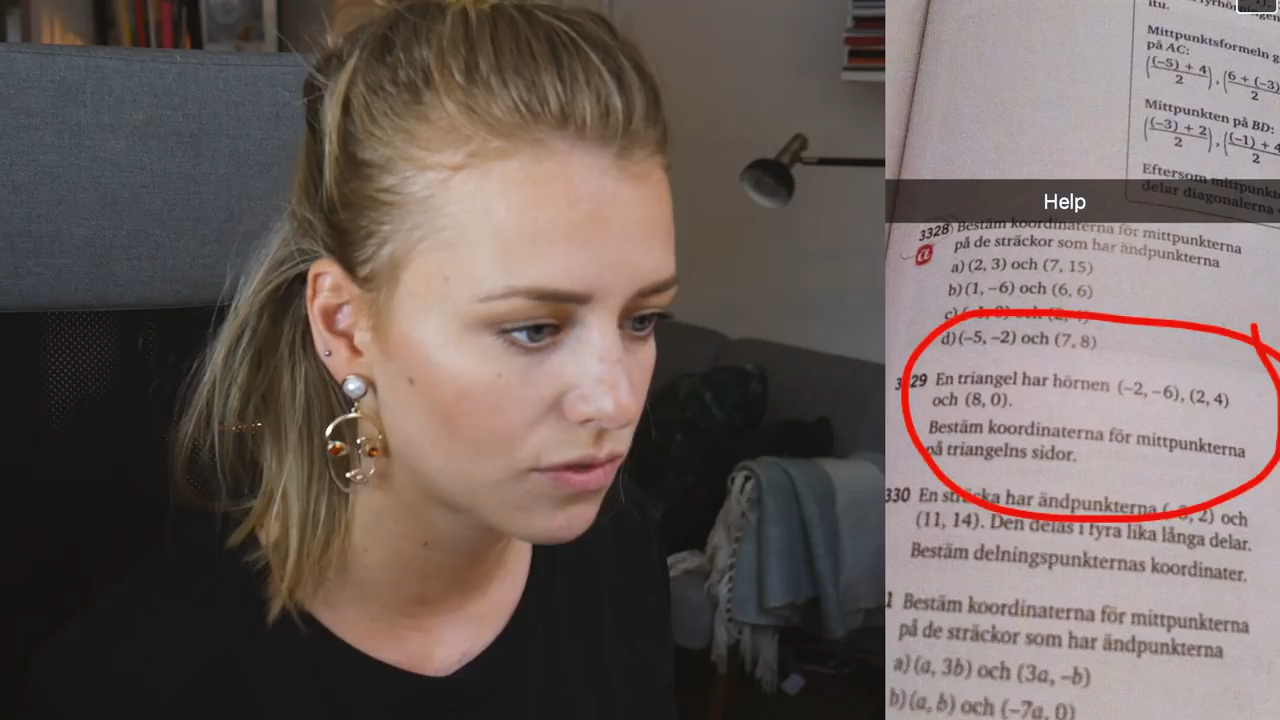 itu.
Mittpunktsformeln g
på AC:
((-5) + 4)/2, (6 + (-3)/2
Mittpunkten på BD:
((-3) + 2)/2, ((-1) + 4/2
Eftersom mittpunkt
delar diagonalerna
Help
3328 Bestäm koordinaterna för mittpunkterna
a på de sträckor som har ändpunkterna
a) (2, 3) och (7, 15)
b) (1, -6) och (6, 6)
c)
d) (-5, -2) och (7, 8)
3 29 En triangel har hörnen (-2, -6), (2, 4)
och (8, 0).
Bestäm koordinaterna för mittpunkterna
på triangelns sidor.
330 En sträcka har ändpunkterna 2) och
(11, 14). Den delas i fyra lika långa delar.
Bestäm delningspunkternas koordinater.
1 Bestäm koordinaterna för mittpunkterna
på de sträckor som har ändpunkterna
a) (a, 3b) och (3a, -b)
b) (a, b) och (-7a, 0)